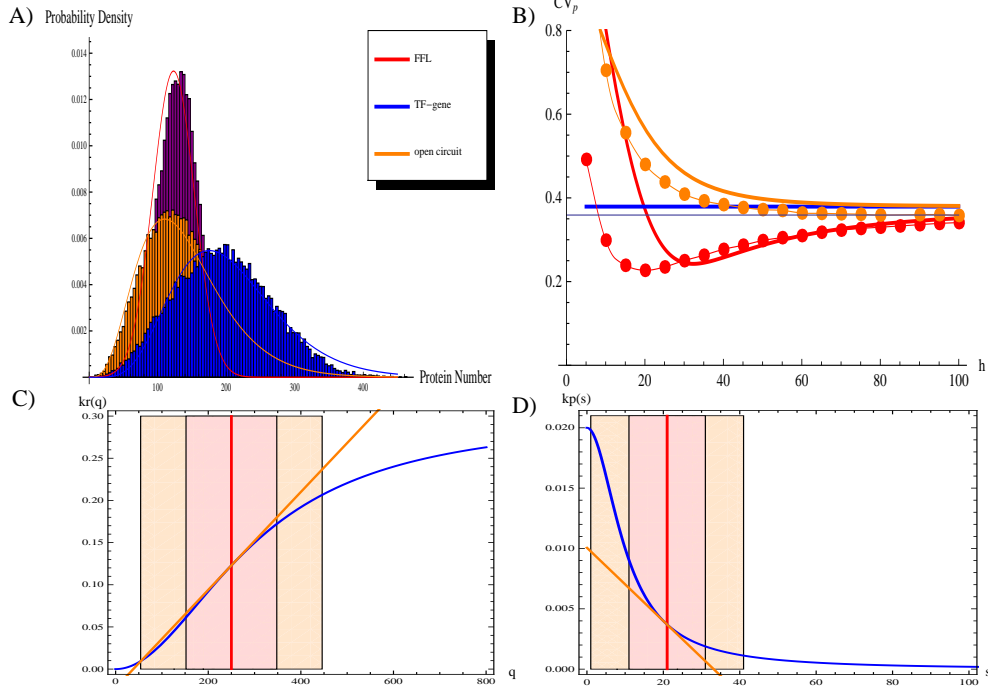 A) Probability Density
0.014
0.012
0.010
0.008
0.006
0.004
0.002
0 100 200 300 400
Protein Number
FFL
TF-gene
open circuit
B) CVp
0.8
0.6
0.4
0.2
0 20 40 60 80 100
h
C) kr(q)
0.30
0.25
0.20
0.15
0.10
0.05
0.00
0 200 400 600 800
q
D) kp(s)
0.020
0.015
0.010
0.005
0.000
0 20 40 60 80 100
s